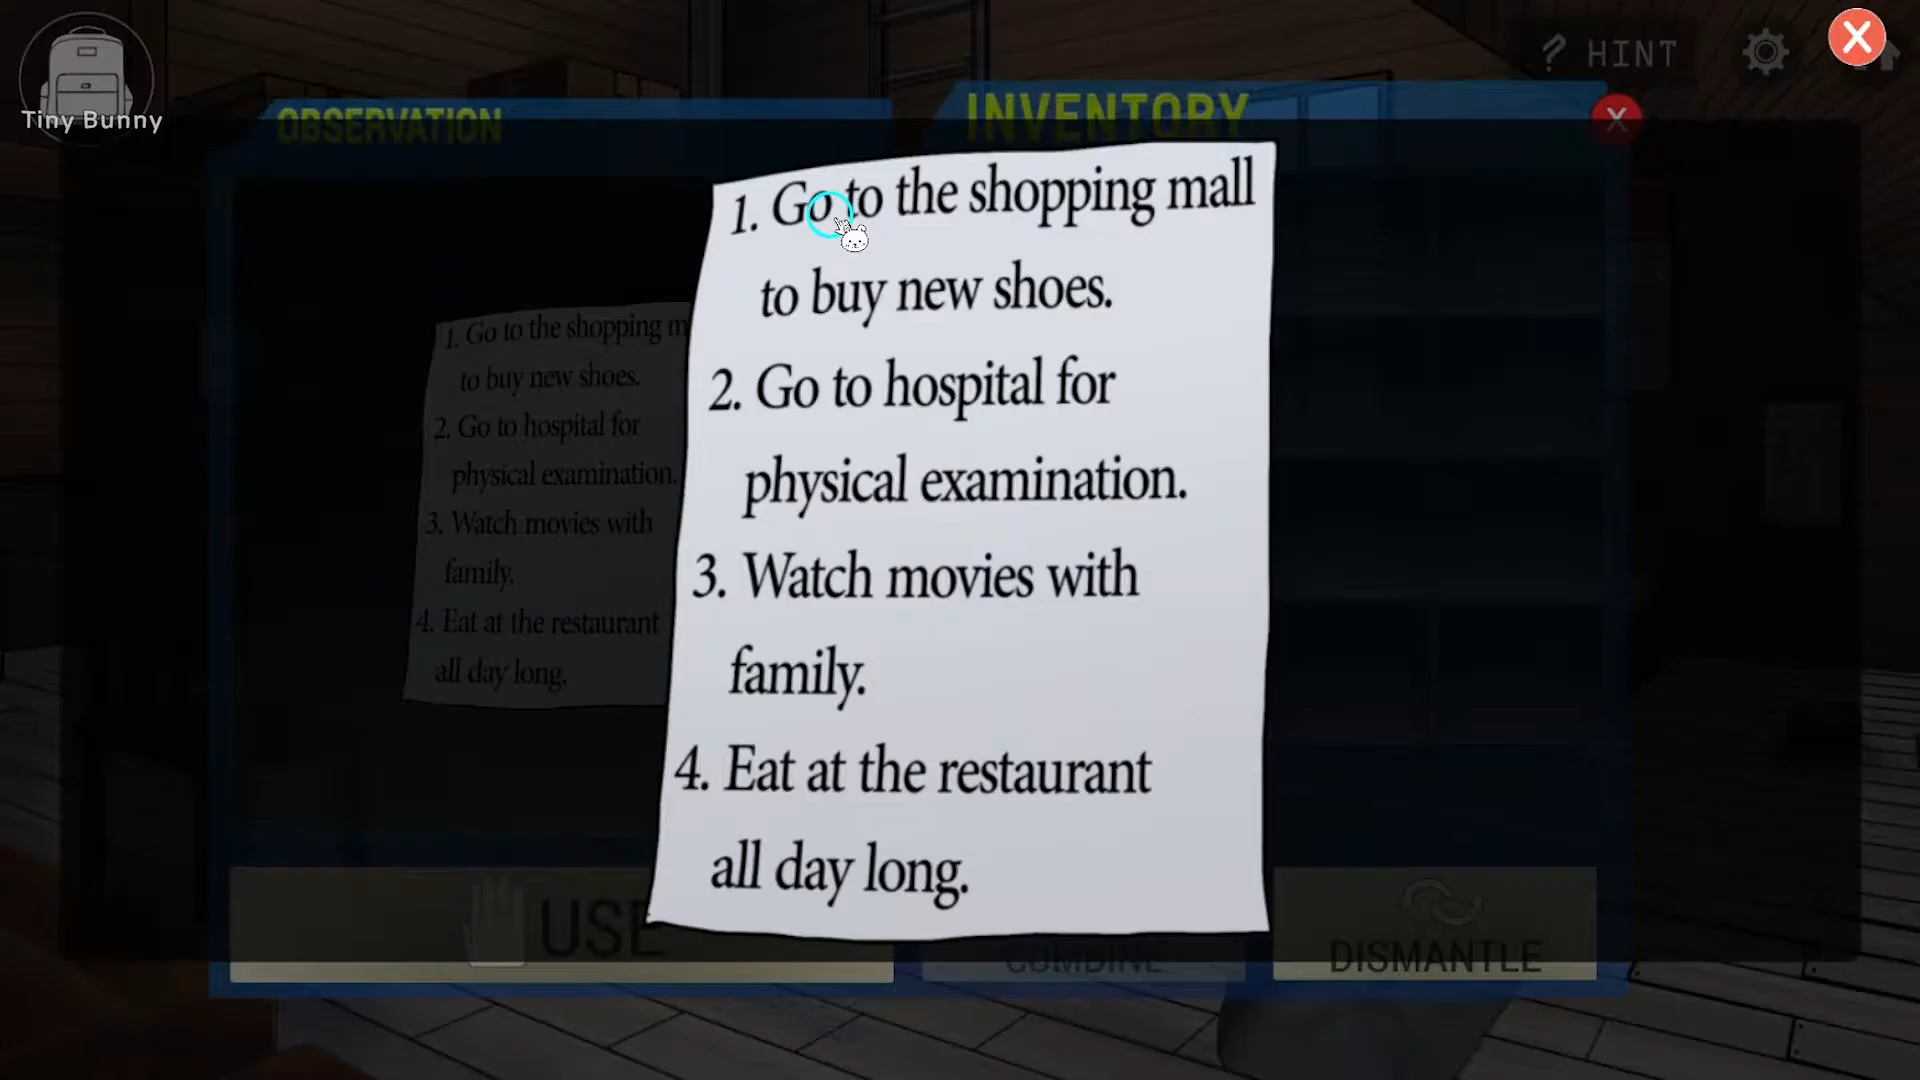 Tiny Bunny
? HINT
OBSERVATION
INVENTORY
X
1. Go to the shopping mall
to buy new shoes.
2. Go to hospital for
physical examination.
3. Watch movies with
family.
4. Eat at the restaurant
all day long.
1. Go to the shopping m
to buy new shoes.
2. Go to hospital for
physical examination.
3. Watch movies with
family.
4. Eat at the restaurant
all day long.
USE
COMBINE
DISMANTLE